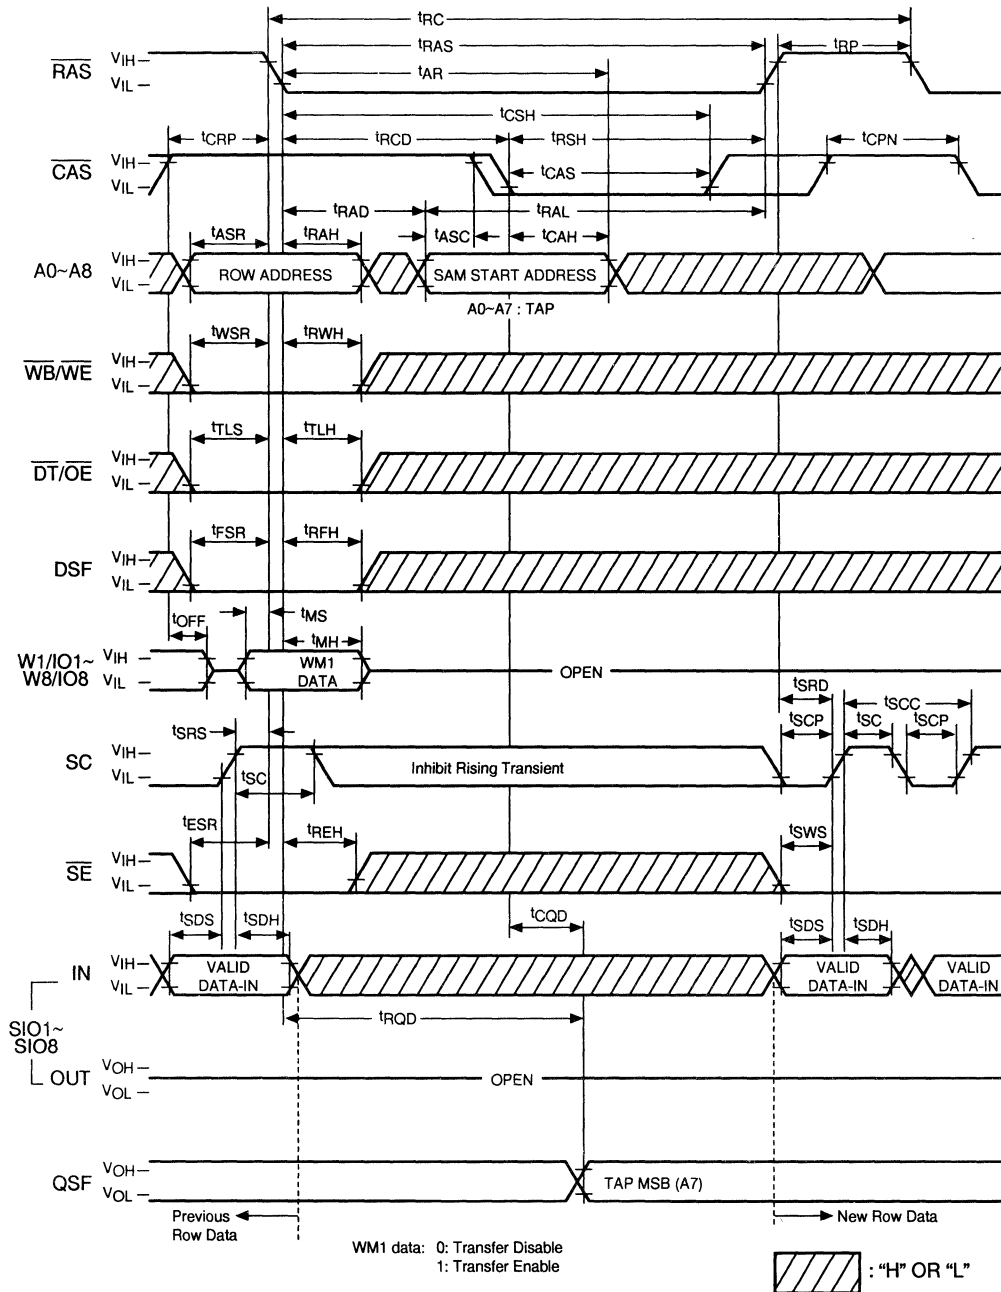 tRC
tRAS
tRP
RAS
VIH
VIL
tAR
tCSH
tCRP
tRCD
tRSH
tCPN
CAS
VIH
VIL
tCAS
tRAD
tRAL
tASR
tRAH
tASC
tCAH
A0~A8
VIH
VIL
ROW ADDRESS
SAM START ADDRESS
A0~A7 : TAP
tWSR
tRWH
WB/WE
VIH
VIL
tTLS
tTLH
DT/OE
VIH
VIL
tFSR
tRFH
DSF
VIH
VIL
tOFF
tMS
tMH
W1/IO1~
W8/IO8
VIH
VIL
WM1
DATA
OPEN
tSRD
tSCC
tSRS
tSCP
tSC
tSCP
SC
VIH
VIL
tSC
Inhibit Rising Transient
tESR
tREH
tSWS
SE
VIH
VIL
tSDS
tSDH
tCQD
tSDS
tSDH
IN
VIH
VIL
VALID
DATA-IN
VALID
DATA-IN
VALID
DATA-IN
tRQD
SIO1~
SIO8
OUT
VOH
VOL
OPEN
QSF
VOH
VOL
TAP MSB (A7)
Previous
Row Data
New Row Data
WM1 data: 0: Transfer Disable
1: Transfer Enable
: "H" OR "L"